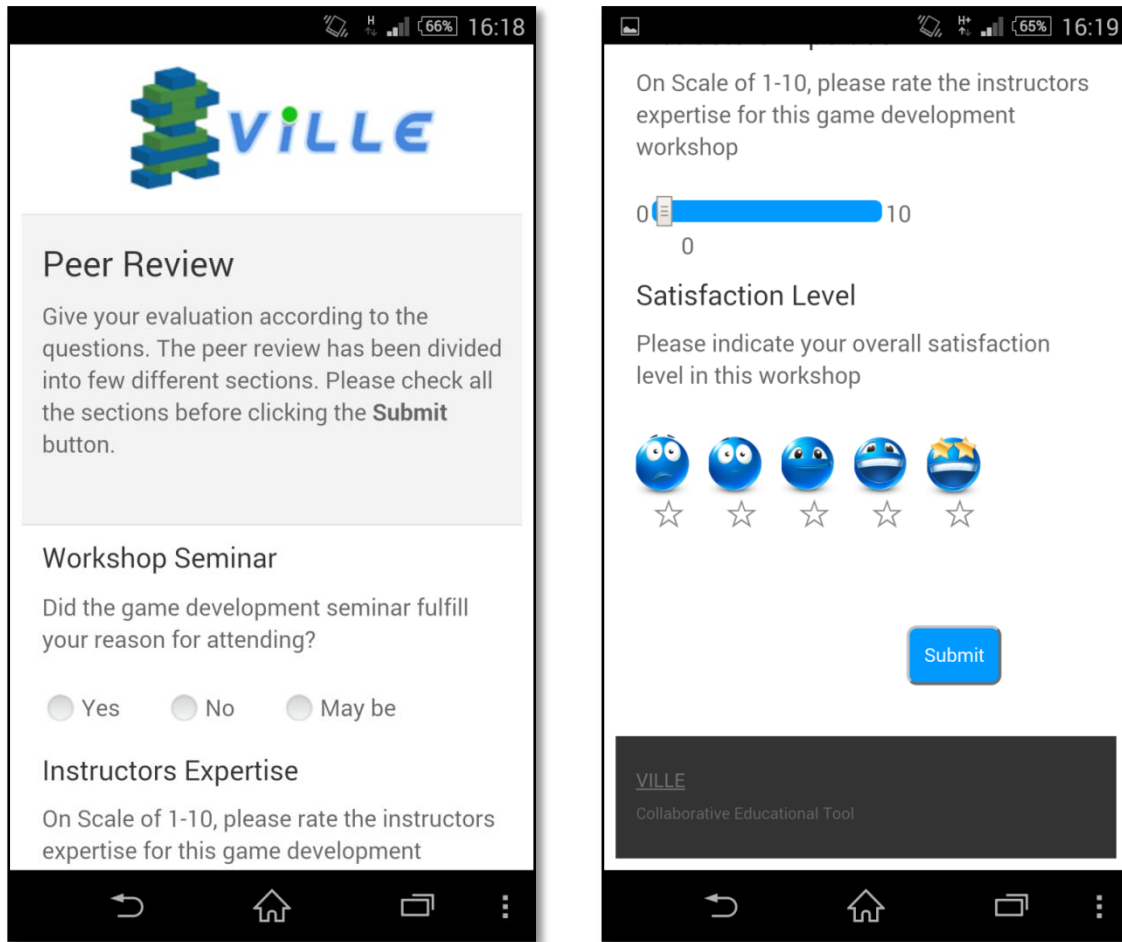 H 66% 16:18
ViLLE
Peer Review
Give your evaluation according to the
questions. The peer review has been divided
into few different sections. Please check all
the sections before clicking the Submit
button.
Workshop Seminar
Did the game development seminar fulfill
your reason for attending?
Yes No May be
Instructors Expertise
On Scale of 1-10, please rate the instructors
expertise for this game development
H+ 65% 16:19
On Scale of 1-10, please rate the instructors
expertise for this game development
workshop
0 10
0
Satisfaction Level
Please indicate your overall satisfaction
level in this workshop
Submit
VILLE
Collaborative Educational Tool